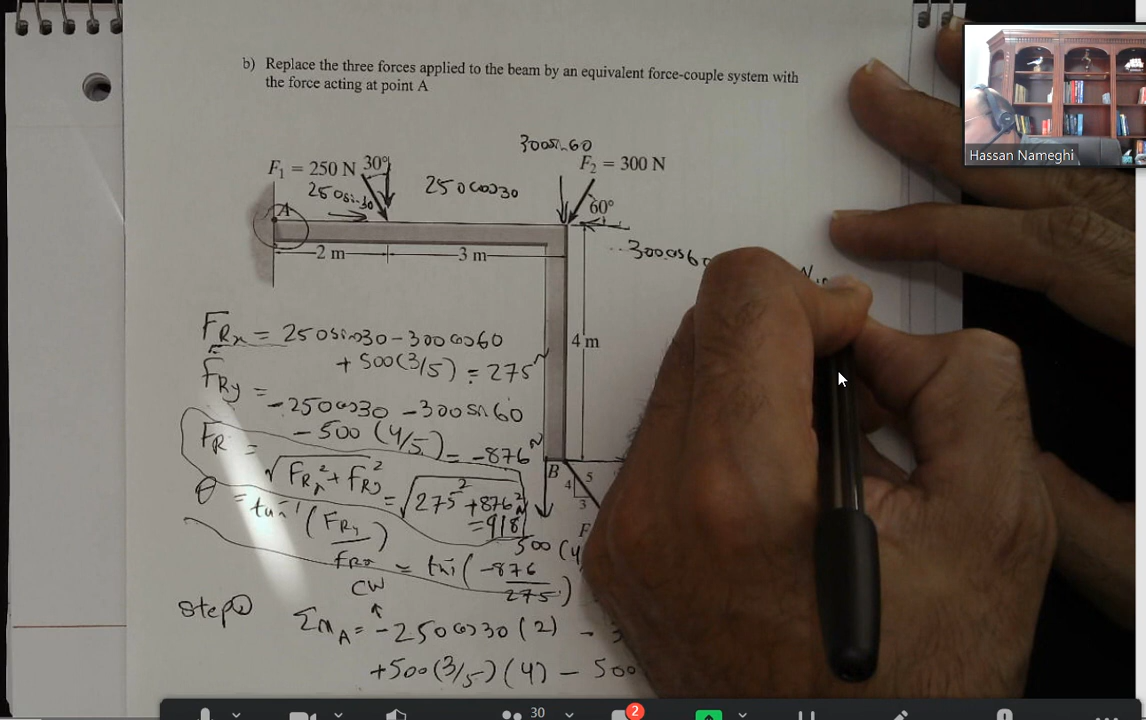 b) Replace the three forces applied to the beam by an equivalent force-couple system with
the force acting at point A
Hassan Nameghi
300sin60
F₁ = 250 N 30°
F₂ = 300 N
250sin30
250cos30
A
60°
300cos60
2 m
3 m
4 m
F_Rx = 250sin30 - 300cos60
+ 500(3/5) = 275 N
F_Ry = -250cos30 - 300sin60
- 500 (4/5) = -876 N
F_R = √F_Rx² + F_Ry² = √275² + 876²
= 918 N
θ = tan⁻¹ (F_Ry / F_Rx) = tan⁻¹ (-876 / 275)
B
5
4
3
F
500 (4
CW
step②
ΣM_A = -250cos30 (2) - 3
+500(3/5)(4) - 500
30
2